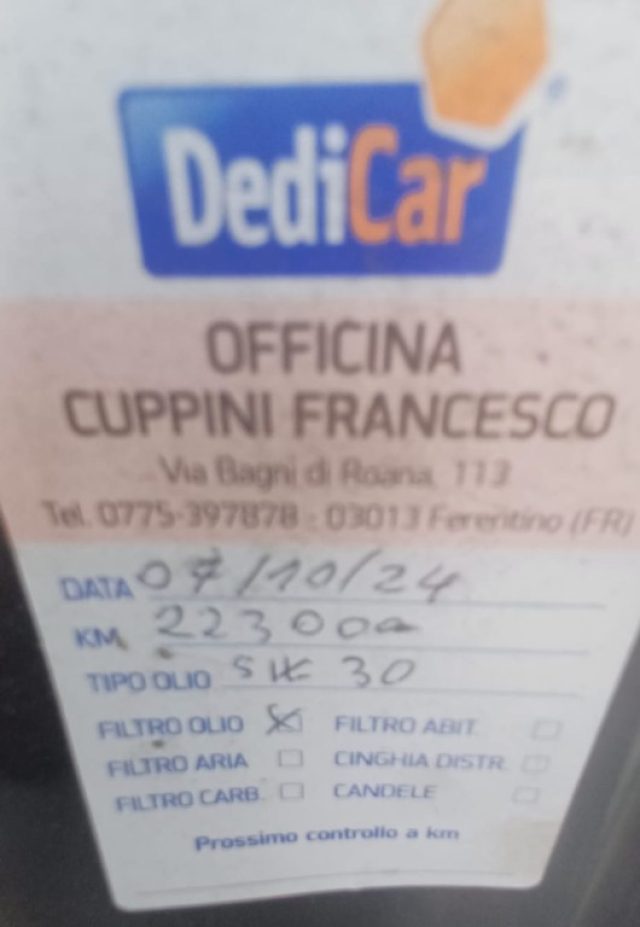 DediCar
OFFICINA
CUPPINI FRANCESCO
Via Bagni di Roana, 113
Tel. 0775-397878 - 03013 Ferentino (FR)
DATA 07/10/24
KM 223000
TIPO OLIO 5W 30
FILTRO OLIO X FILTRO ABIT.
FILTRO ARIA CINGHIA DISTR.
FILTRO CARB. CANDELE
Prossimo controllo a km